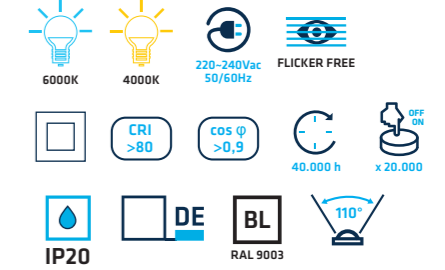 6000K
4000K
220~240Vac
50/60Hz
FLICKER FREE
CRI
>80
cos φ
>0,9
40.000 h
OFF
ON
x 20.000
IP20
DE
BL
RAL 9003
110°